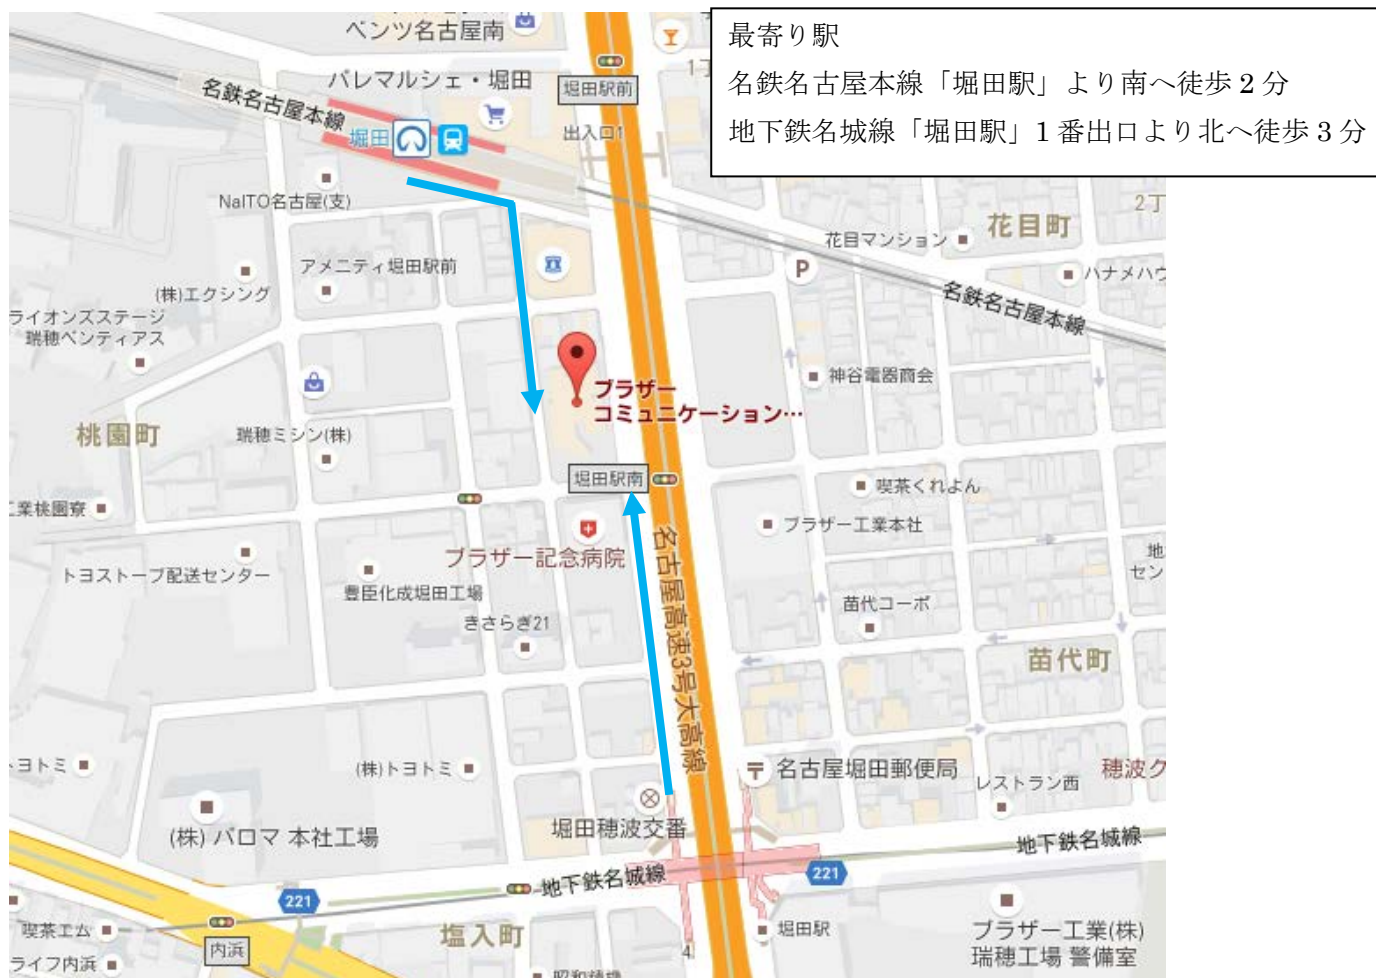 最寄り駅
名鉄名古屋本線「堀田駅」より南へ徒歩 2 分
地下鉄名城線「堀田駅」1 番出口より北へ徒歩 3 分
ベンツ名古屋南
パレマルシェ・堀田
堀田駅前
名鉄名古屋本線
堀田
出入口1
NaITO名古屋(支)
2丁
花目町
花目マンション
アメニティ堀田駅前
P
ハナメハウ
(株)エクシング
名鉄名古屋本線
ライオンズステージ
瑞穂ベンティアス
神谷電器商会
ブラザー
コミュニケーション…
桃園町
瑞穂ミシン(株)
堀田駅南
喫茶くれよん
工業桃園寮
ブラザー工業本社
名古屋高速3号大高線
ブラザー記念病院
地
セン
トヨストーブ配送センター
豊臣化成堀田工場
苗代コーポ
きさらぎ21
苗代町
ヨトミ
(株)トヨトミ
〒
名古屋堀田郵便局
穂波ク
レストラン西
堀田穂波交番
(株) パロマ 本社工場
地下鉄名城線
地下鉄名城線
221
221
喫茶エム
内浜
塩入町
堀田駅
4
ブラザー工業(株)
瑞穂工場 警備室
ライフ内浜